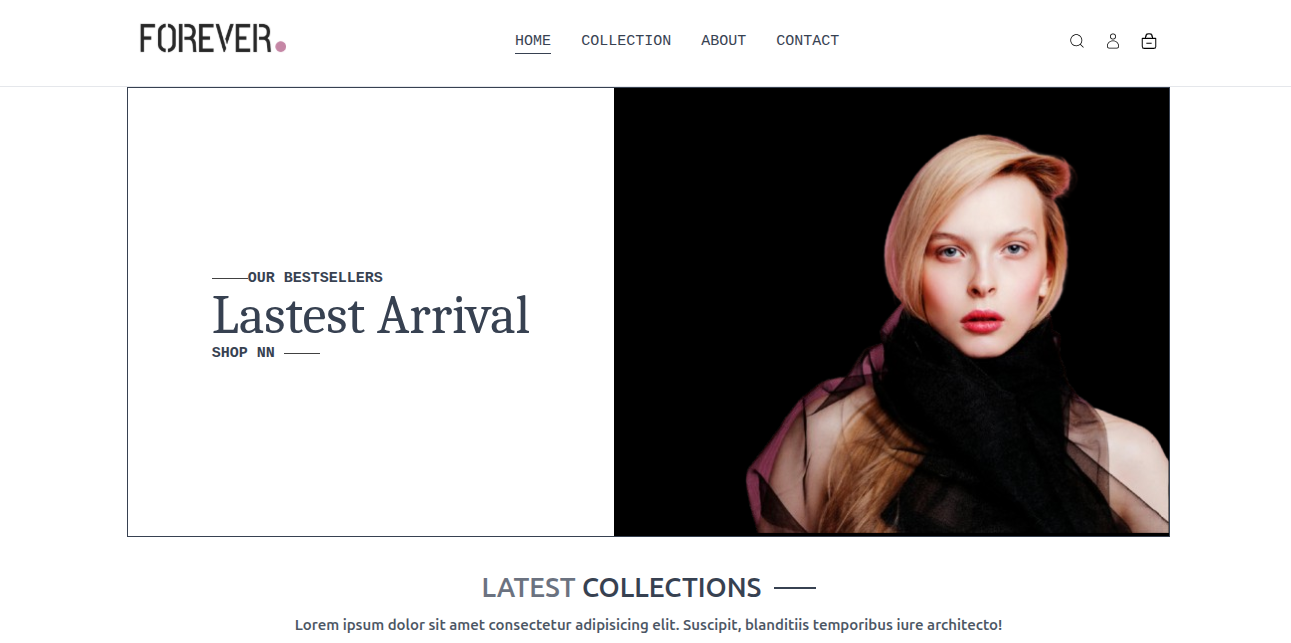 FOREVER.
HOME COLLECTION ABOUT CONTACT
OUR BESTSELLERS
Lastest Arrival
SHOP NN
LATEST COLLECTIONS
Lorem ipsum dolor sit amet consectetur adipisicing elit. Suscipit, blanditiis temporibus iure architecto!